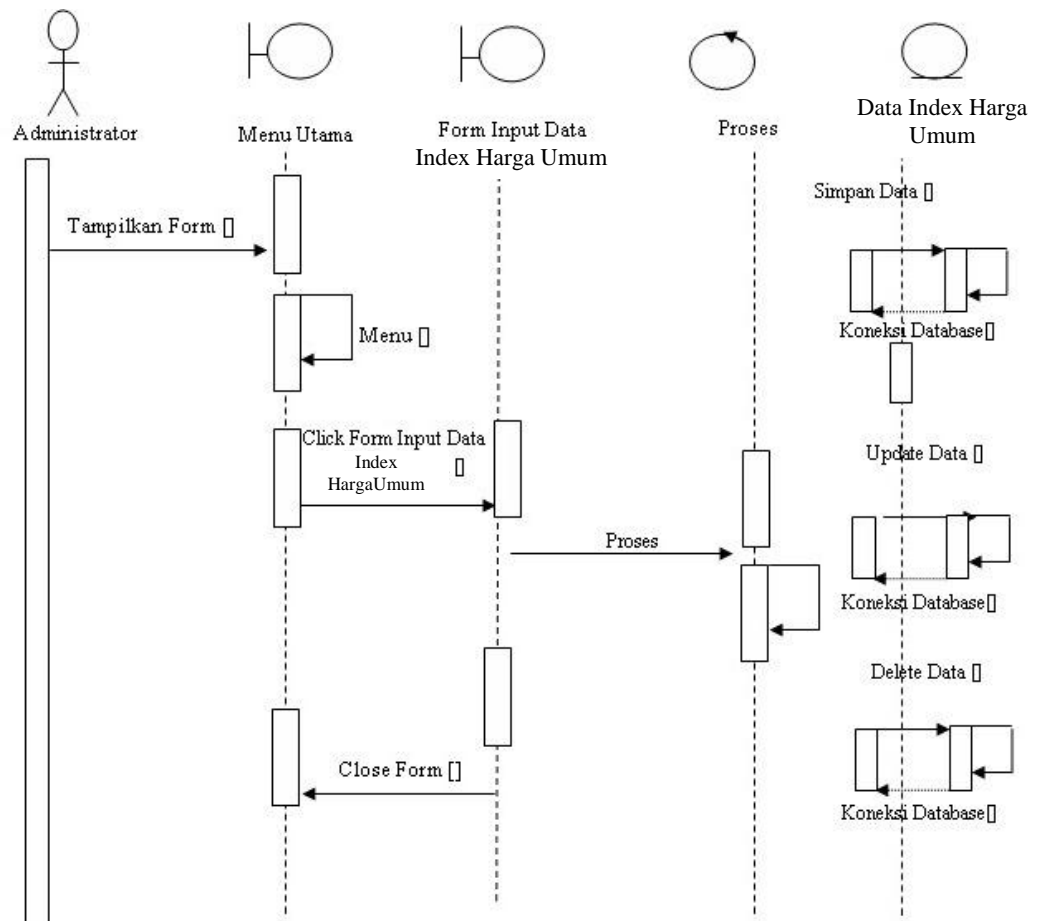 Administrator
Menu Utama
Form Input Data
Index Harga Umum
Proses
Data Index Harga
Umum
Simpan Data []
Tampilkan Form []
Koneksi Database[]
Menu []
Click Form Input Data
Index []
HargaUmum
Update Data []
Proses
Koneksi Database[]
Delete Data []
Close Form []
Koneksi Database[]